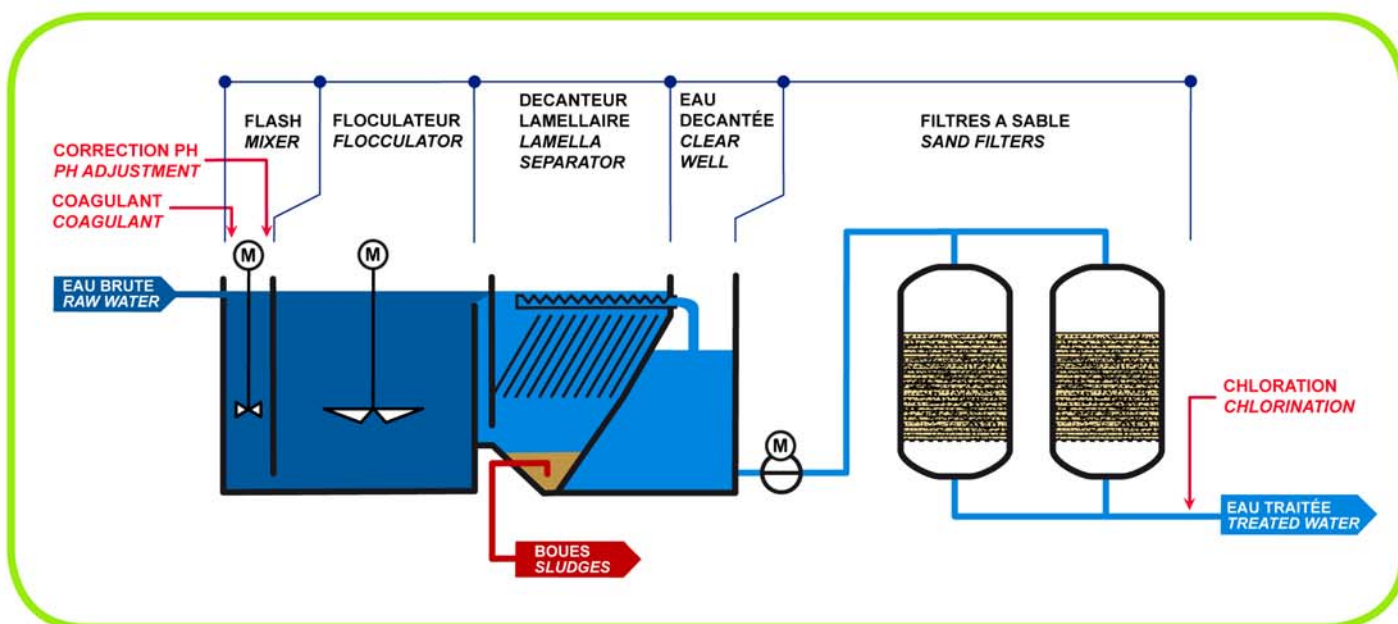 FLASH
MIXER
FLOCULATEUR
FLOCCULATOR
DECANTEUR
LAMELLAIRE
LAMELLA
SEPARATOR
EAU
DECANTÉE
CLEAR
WELL
FILTRES A SABLE
SAND FILTERS
CORRECTION PH
PH ADJUSTMENT
COAGULANT
COAGULANT
M
M
EAU BRUTE
RAW WATER
CHLORATION
CHLORINATION
M
EAU TRAITÉE
TREATED WATER
BOUES
SLUDGES